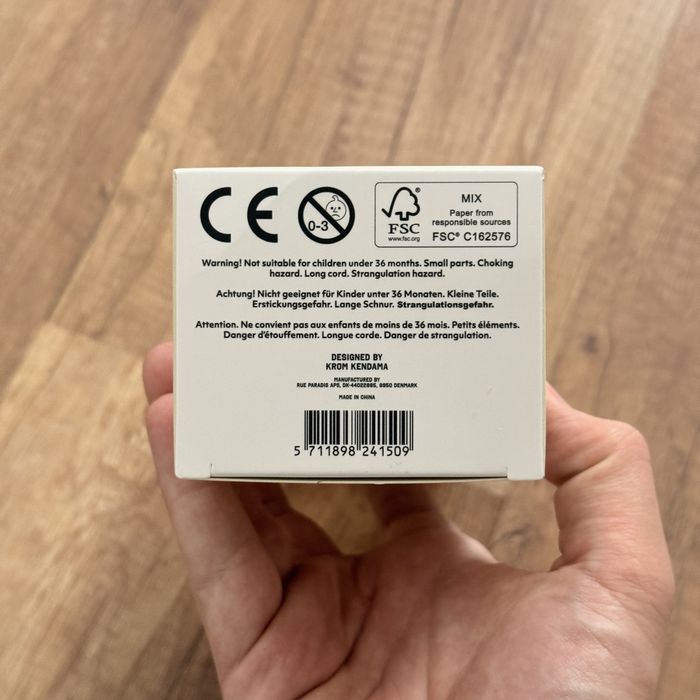 CE
0-3
FSC
www.fsc.org
MIX
Paper from
responsible sources
FSC® C162576
Warning! Not suitable for children under 36 months. Small parts. Choking
hazard. Long cord. Strangulation hazard.
Achtung! Nicht geeignet für Kinder unter 36 Monaten. Kleine Teile.
Erstickungsgefahr. Lange Schnur. Strangulationsgefahr.
Attention. Ne convient pas aux enfants de moins de 36 mois. Petits éléments.
Danger d'étouffement. Longue corde. Danger de strangulation.
DESIGNED BY
KROM KENDAMA
MANUFACTURED BY
RUE PARADIS APS, DK-44022885, 8950 DENMARK
MADE IN CHINA
5 711898 241509